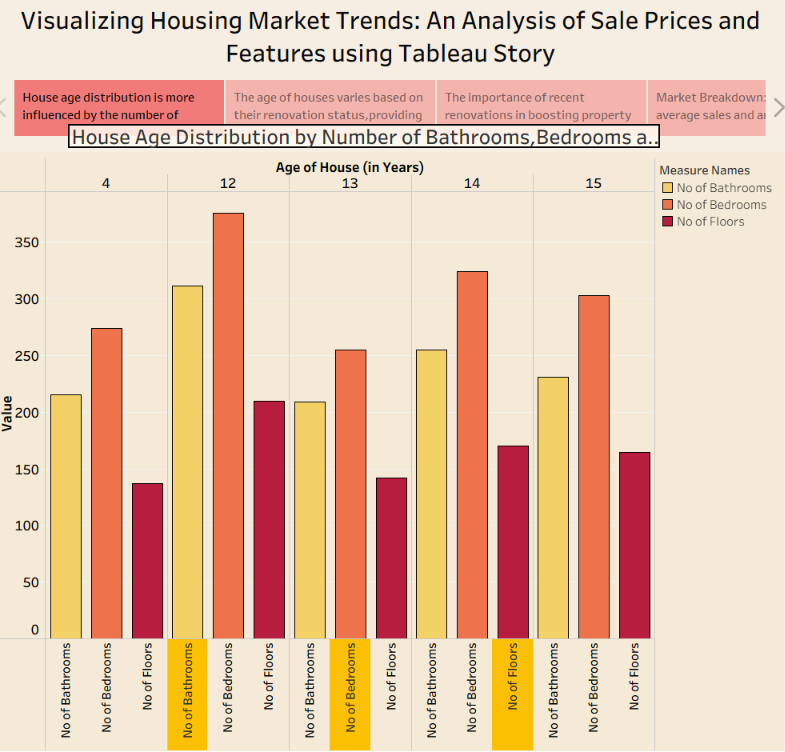 Visualizing Housing Market Trends: An Analysis of Sale Prices and
Features using Tableau Story
House age distribution is more
influenced by the number of
The age of houses varies based on
their renovation status,providing
The importance of recent
renovations in boosting property
Market Breakdown:
average sales and ar
House Age Distribution by Number of Bathrooms,Bedrooms a..
Age of House (in Years)
4 12 13 14 15
Measure Names
No of Bathrooms
No of Bedrooms
No of Floors
Value
350
300
250
200
150
100
50
0
No of Bathrooms
No of Bedrooms
No of Floors
No of Bathrooms
No of Bedrooms
No of Floors
No of Bathrooms
No of Bedrooms
No of Floors
No of Bathrooms
No of Bedrooms
No of Floors
No of Bathrooms
No of Bedrooms
No of Floors